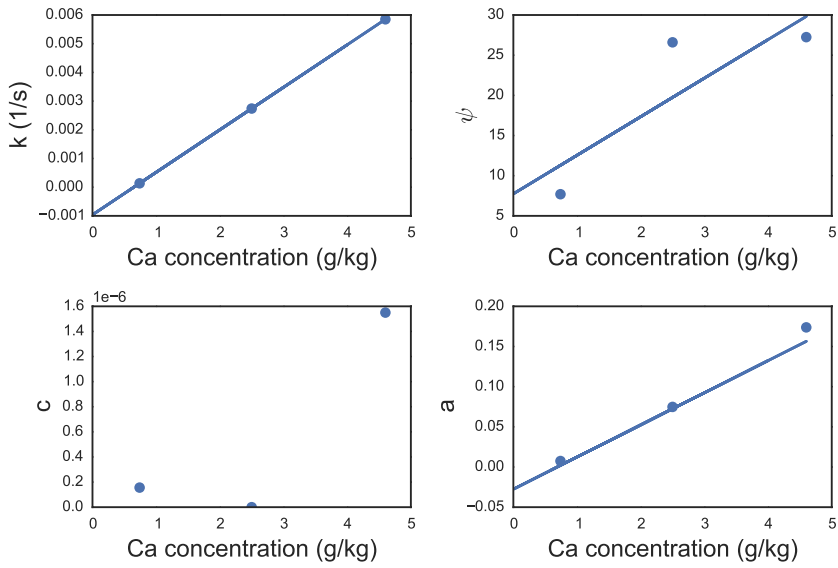 0.006
0.005
0.004
0.003
0.002
0.001
0.000
−0.001
k (1/s)
0 1 2 3 4 5
Ca concentration (g/kg)
30
25
20
15
10
5
ψ
0 1 2 3 4 5
Ca concentration (g/kg)
1e−6
1.6
1.4
1.2
1.0
0.8
0.6
0.4
0.2
0.0
c
0 1 2 3 4 5
Ca concentration (g/kg)
0.20
0.15
0.10
0.05
0.00
−0.05
a
0 1 2 3 4 5
Ca concentration (g/kg)